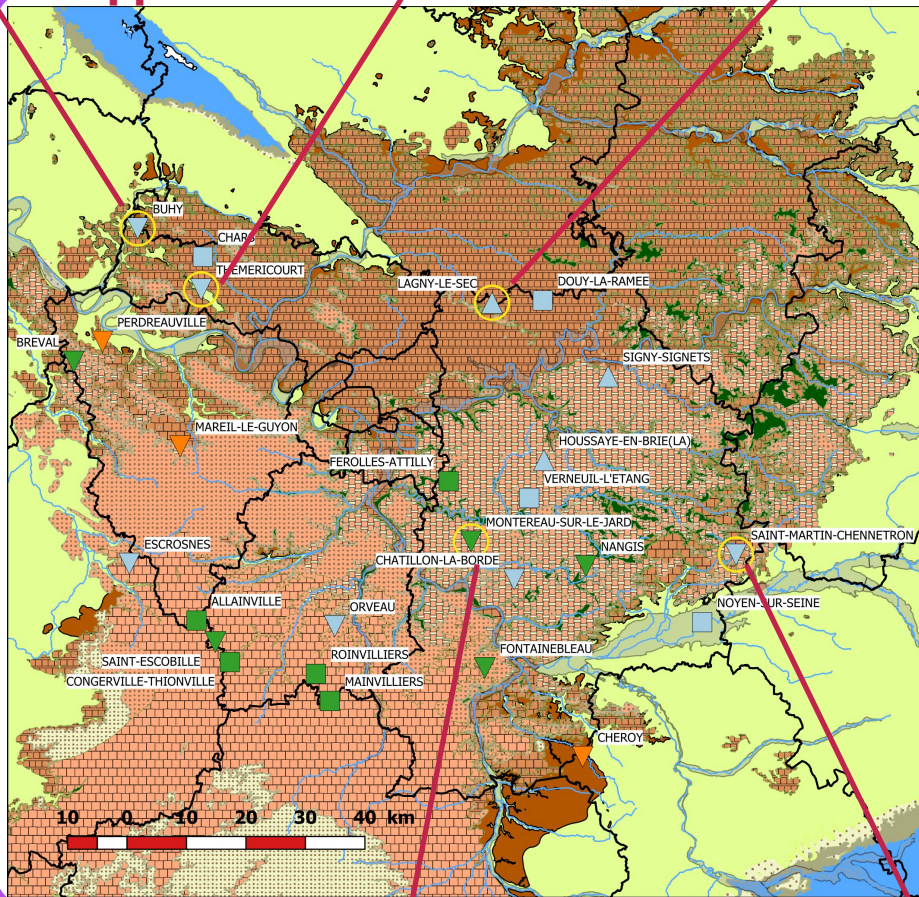 BUHY
CHARS
THEMERICOURT
LAGNY-LE-SEC
DOUY-LA-RAMEE
PERDREAUVILLE
BREVAL
SIGNY-SIGNETS
MAREIL-LE-GUYON
HOUSSAYE-EN-BRIE(LA)
FEROLLES-ATTILLY
VERNEUIL-L'ETANG
MONTEREAU-SUR-LE-JARD
SAINT-MARTIN-CHENNETRON
ESCROSNES
NANGIS
CHATILLON-LA-BORDE
ALLAINVILLE
ORVEAU
NOYEN-SUR-SEINE
SAINT-ESCOBILLE
ROINVILLIERS
FONTAINEBLEAU
CONGERVILLE-THIONVILLE
MAINVILLIERS
CHEROY
10 0 10 20 30 40 km